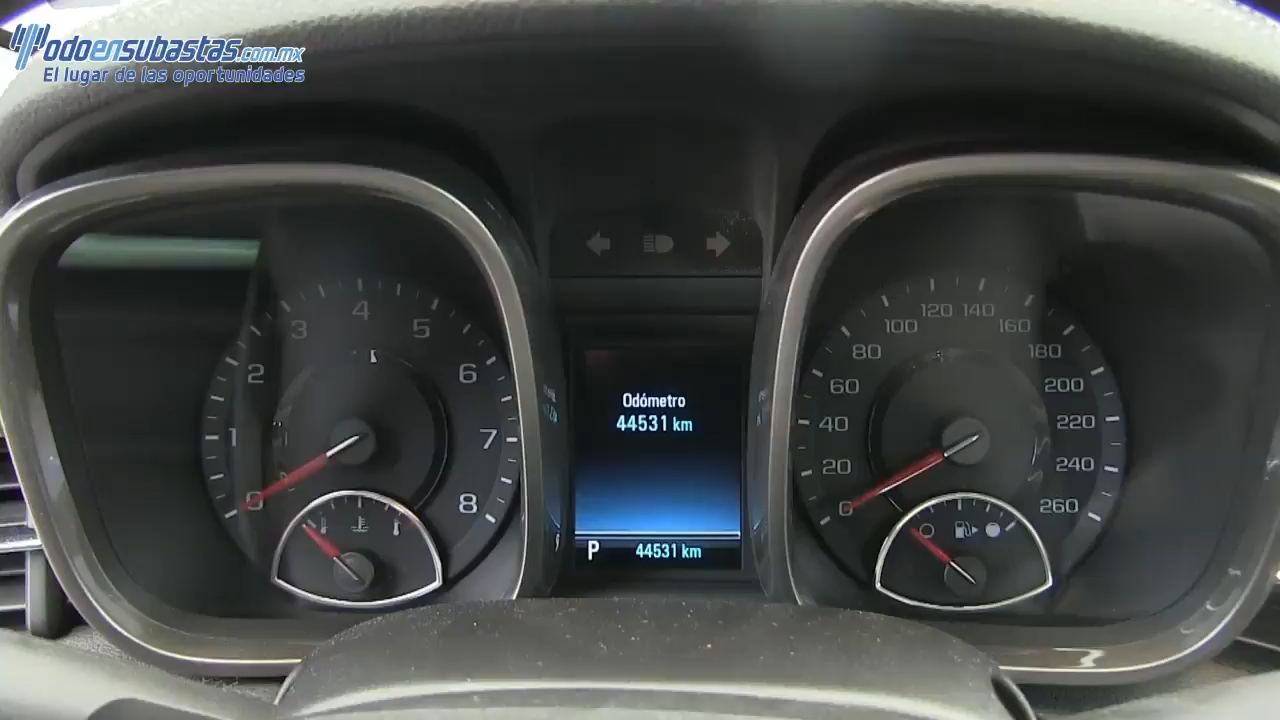 Todoensubastas.com.mx
El lugar de las oportunidades
0 1 2 3 4 5 6 7 8
Odómetro
44531 km
P 44531 km
0 20 40 60 80 100 120 140 160 180 200 220 240 260